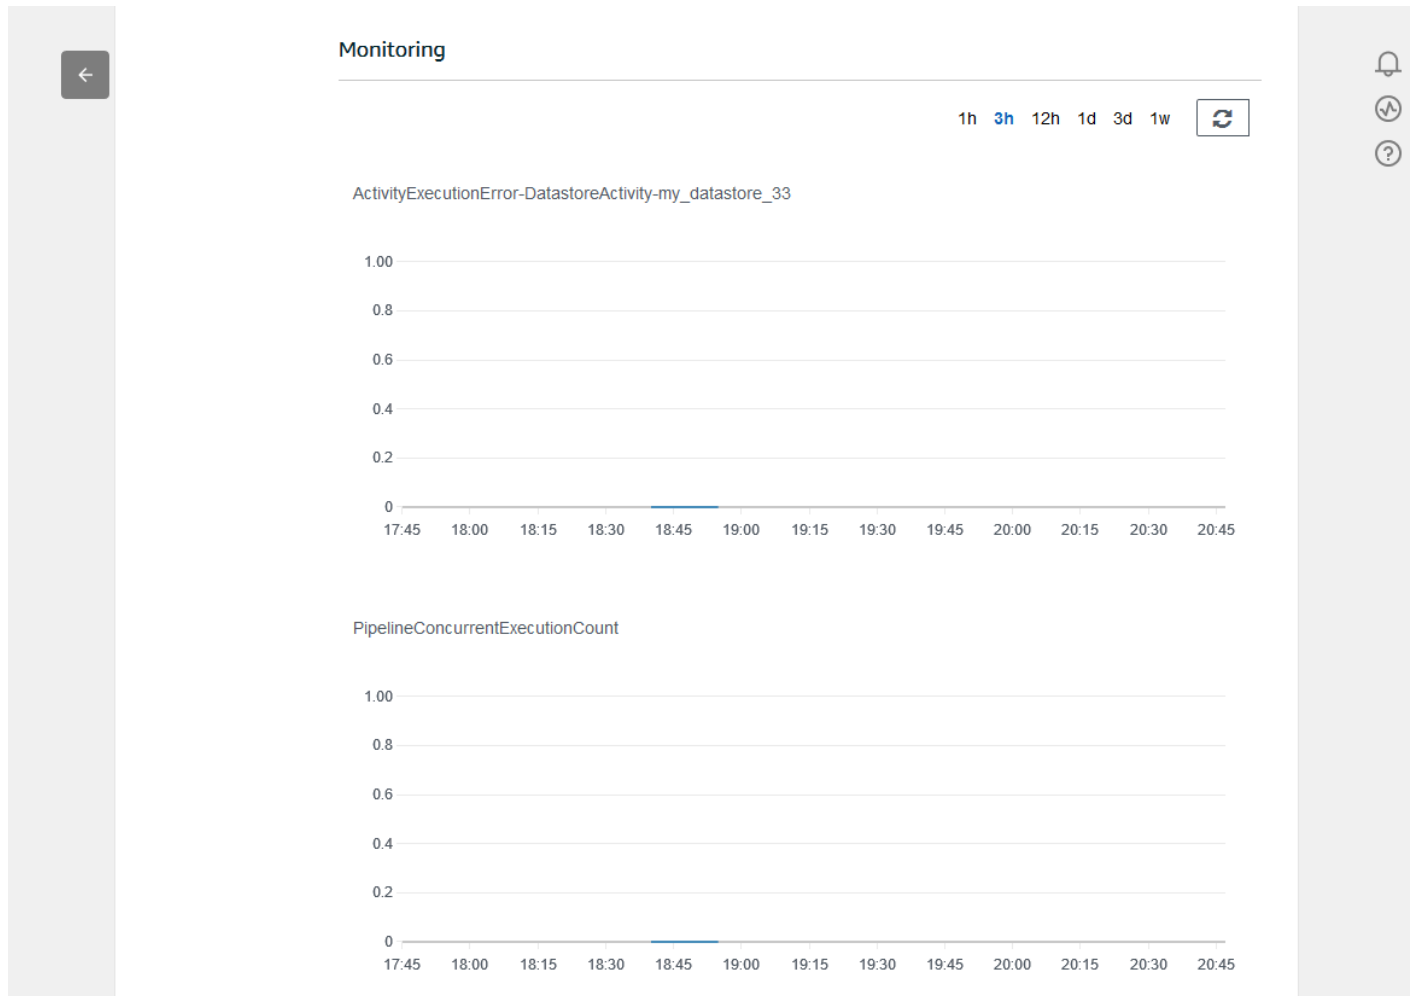 Monitoring
1h 3h 12h 1d 3d 1w
ActivityExecutionError-DatastoreActivity-my_datastore_33
1.00
0.8
0.6
0.4
0.2
0
17:45 18:00 18:15 18:30 18:45 19:00 19:15 19:30 19:45 20:00 20:15 20:30 20:45
PipelineConcurrentExecutionCount
1.00
0.8
0.6
0.4
0.2
0
17:45 18:00 18:15 18:30 18:45 19:00 19:15 19:30 19:45 20:00 20:15 20:30 20:45